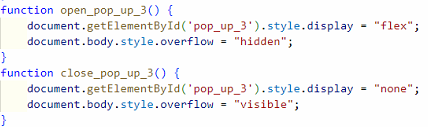 function open_pop_up_3() {
    document.getElementById('pop_up_3').style.display = "flex";
    document.body.style.overflow = "hidden";
}
function close_pop_up_3() {
    document.getElementById('pop_up_3').style.display = "none";
    document.body.style.overflow = "visible";
}